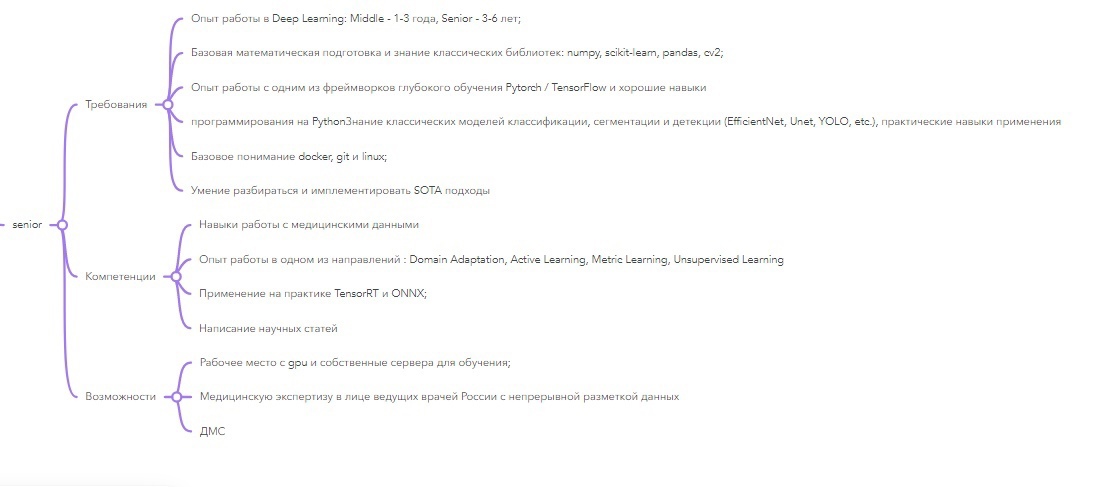 Опыт работы в Deep Learning: Middle - 1-3 года, Senior - 3-6 лет;
Базовая математическая подготовка и знание классических библиотек: numpy, scikit-learn, pandas, cv2;
Опыт работы с одним из фреймворков глубокого обучения Pytorch / TensorFlow и хорошие навыки
Требования
программирования на PythonЗнание классических моделей классификации, сегментации и детекции (EfficientNet, Unet, YOLO, etc.), практические навыки применения
Базовое понимание docker, git и linux;
Умение разбираться и имплементировать SOTA подходы
senior
Навыки работы с медицинскими данными
Опыт работы в одном из направлений : Domain Adaptation, Active Learning, Metric Learning, Unsupervised Learning
Компетенции
Применение на практике TensorRT и ONNX;
Написание научных статей
Рабочее место с gpu и собственные сервера для обучения;
Возможности
Медицинскую экспертизу в лице ведущих врачей России с непрерывной разметкой данных
ДМС